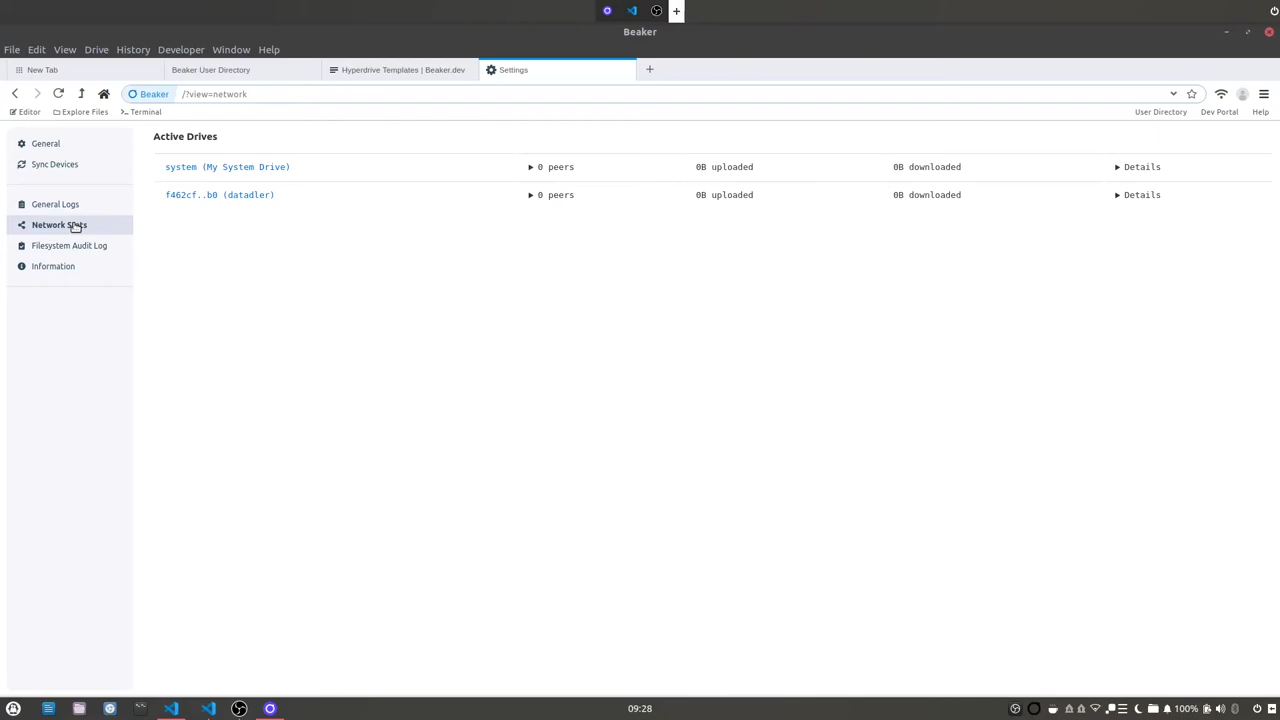 Beaker
File Edit View Drive History Developer Window Help
New Tab
Beaker User Directory
Hyperdrive Templates | Beaker.dev
Settings
Beaker /?view=network
Editor Explore Files Terminal User Directory Dev Portal Help
General
Sync Devices
General Logs
Network
Filesystem Audit Log
Information
Active Drives
system (My System Drive) 0 peers 0B uploaded 0B downloaded Details
f462cf..b0 (datadler) 0 peers 0B uploaded 0B downloaded Details
09:28
100%